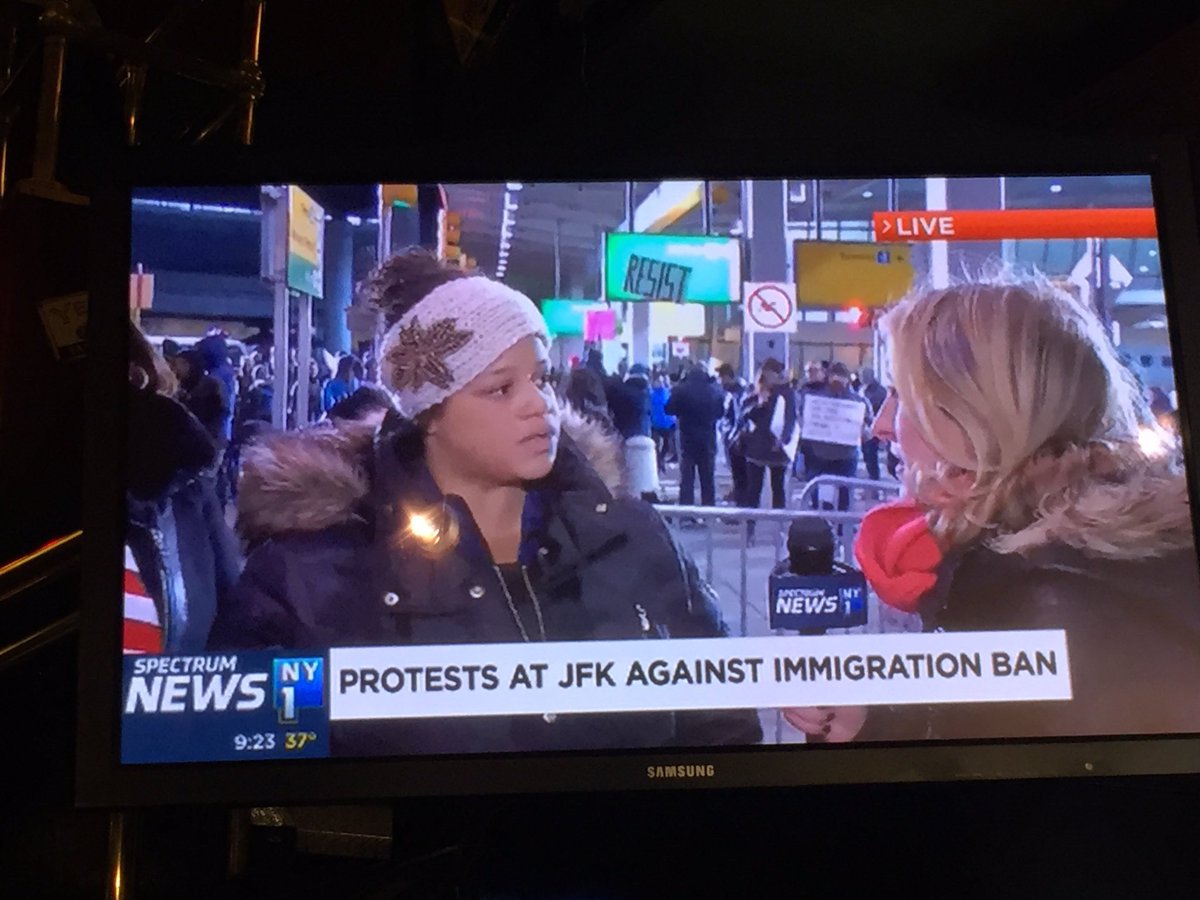 > LIVE
RESIST
SPECTRUM
NEWS NY
1
SPECTRUM
NEWS NY
1
PROTESTS AT JFK AGAINST IMMIGRATION BAN
9:23 37°
SAMSUNG